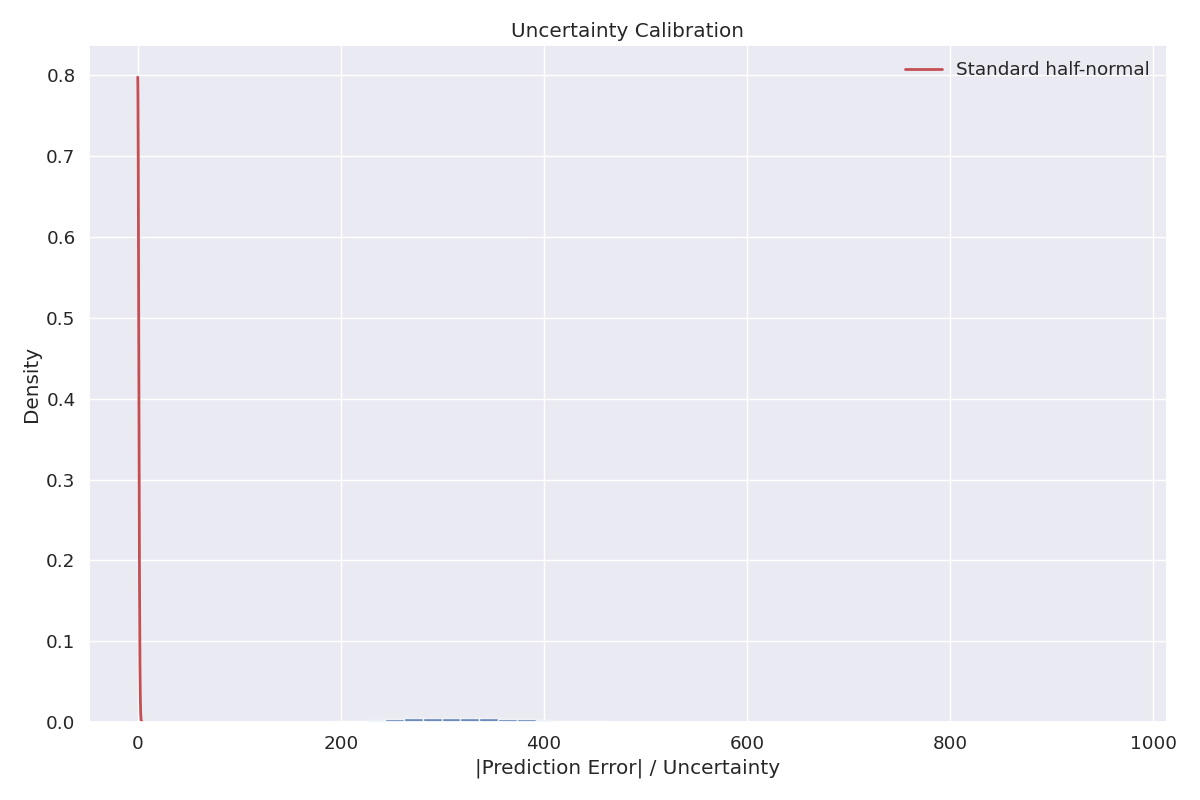 Uncertainty Calibration
Standard half-normal
Density
0.8
0.7
0.6
0.5
0.4
0.3
0.2
0.1
0.0
0 200 400 600 800 1000
|Prediction Error| / Uncertainty